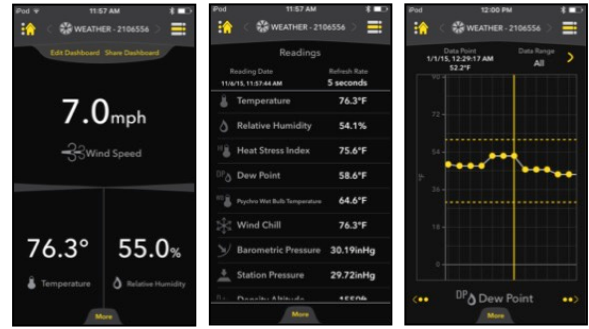 iPod 11:57 AM
WEATHER - 2106556
Edit Dashboard Share Dashboard
7.0mph
Wind Speed
76.3° 55.0%
Temperature Relative Humidity
More
iPod 11:57 AM
WEATHER - 2106556
Readings
Reading Date Refresh Rate
11/6/15, 11:57:44 AM 5 seconds
Temperature 76.3°F
Relative Humidity 54.1%
Heat Stress Index 75.6°F
DP Dew Point 58.6°F
Psychro Wet Bulb Temperature 64.6°F
Wind Chill 76.3°F
Barometric Pressure 30.19inHg
Station Pressure 29.72inHg
Density Altitude 1550ft
More
iPod 12:00 PM
WEATHER - 2106556
Data Point Data Range
1/1/15, 12:29:17 AM All
52.2°F
90
72
54
°F
36
18
0
DP Dew Point
More